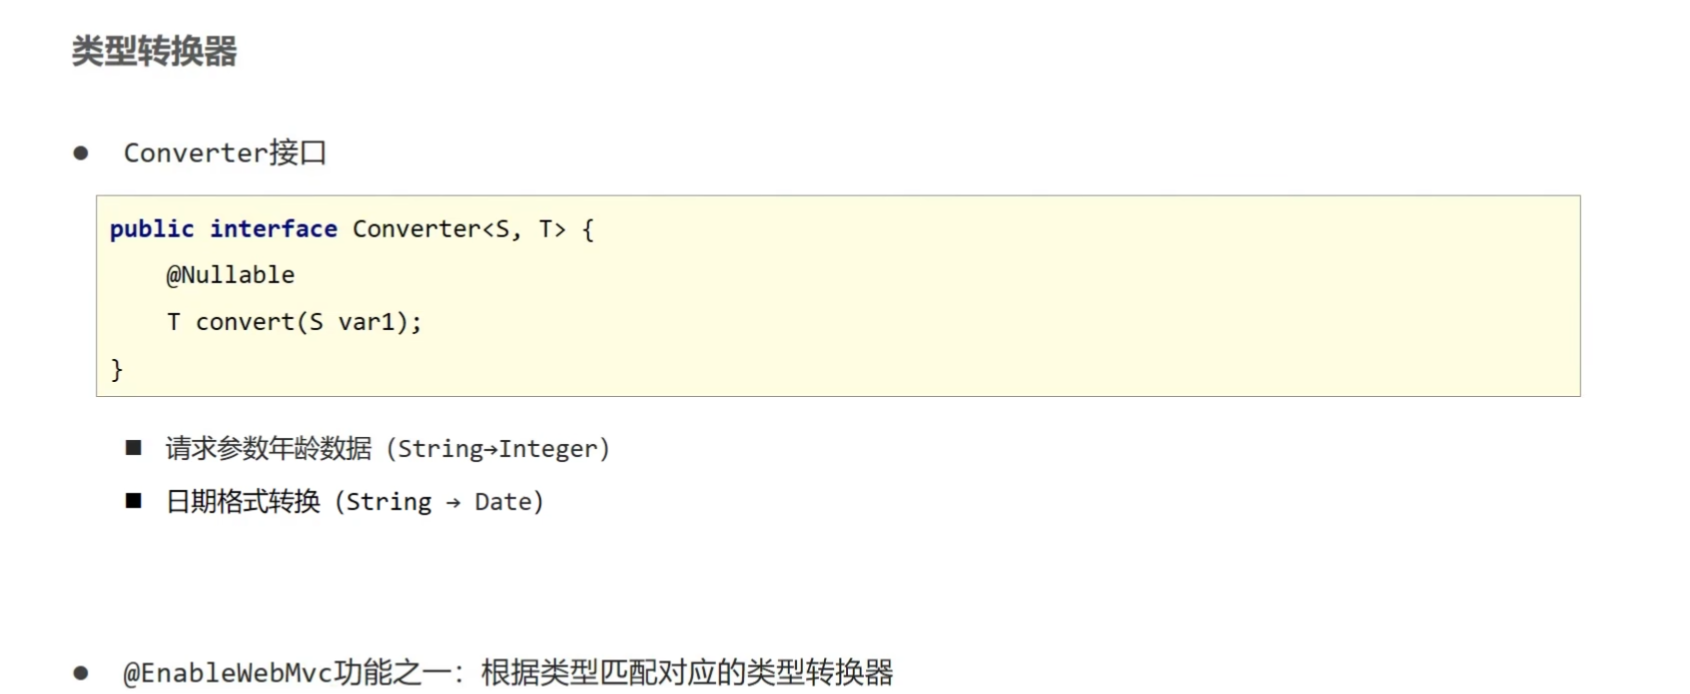 类型转换器
● Converter接口
public interface Converter<S, T> {
    @Nullable
    T convert(S var1);
}
■ 请求参数年龄数据（String→Integer）
■ 日期格式转换（String → Date）
● @EnableWebMvc功能之一：根据类型匹配对应的类型转换器